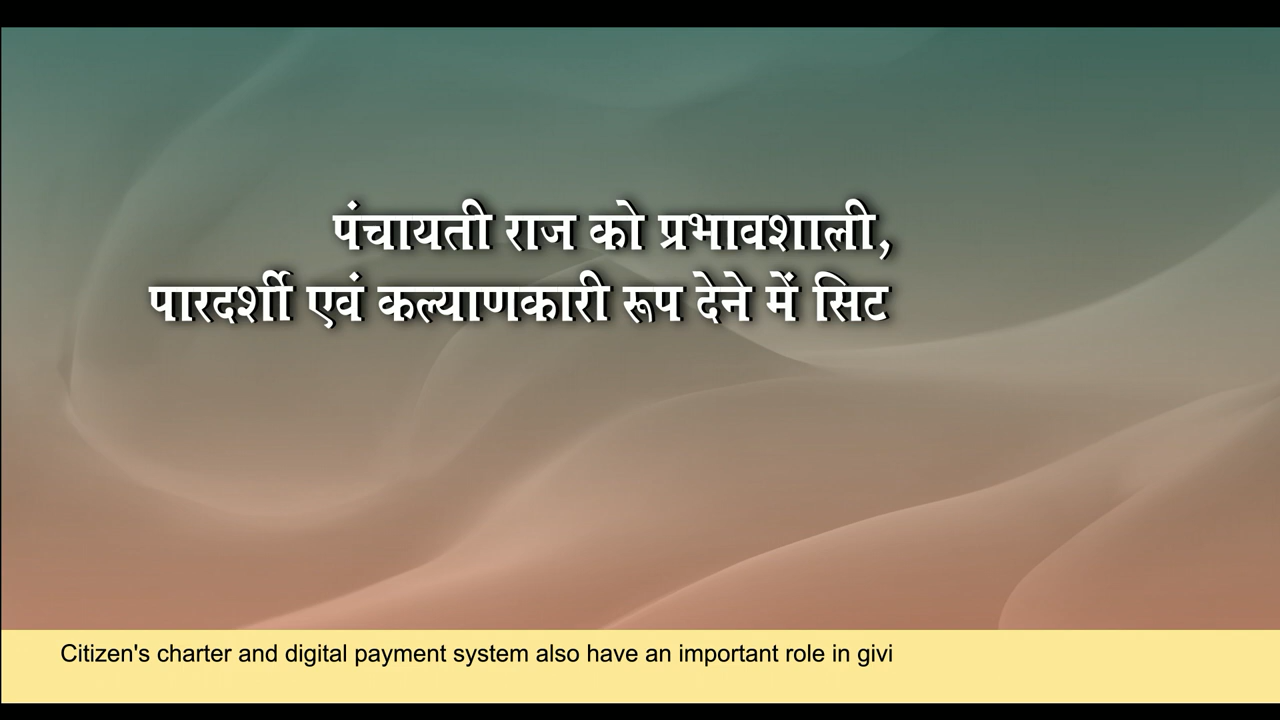 पंचायती राज को प्रभावशाली,
पारदर्शी एवं कल्याणकारी रूप देने में सिट
Citizen's charter and digital payment system also have an important role in givi